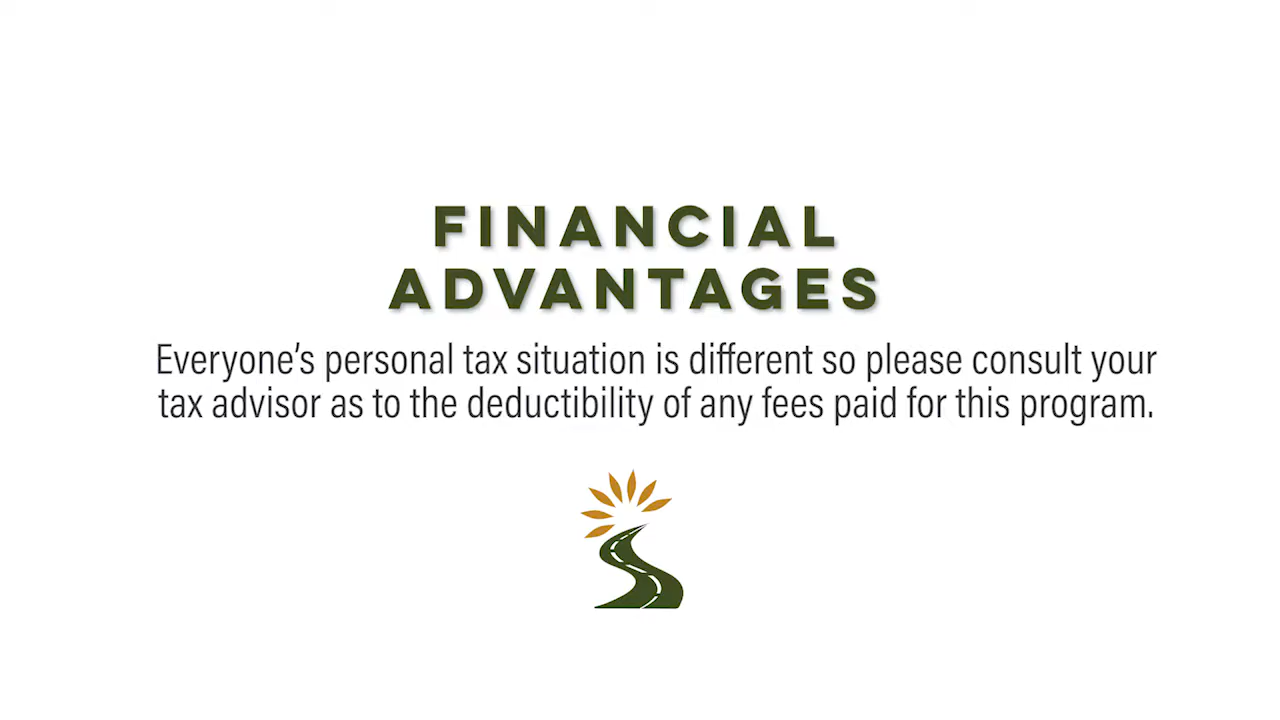 FINANCIAL
ADVANTAGES
Everyone’s personal tax situation is different so please consult your
tax advisor as to the deductibility of any fees paid for this program.